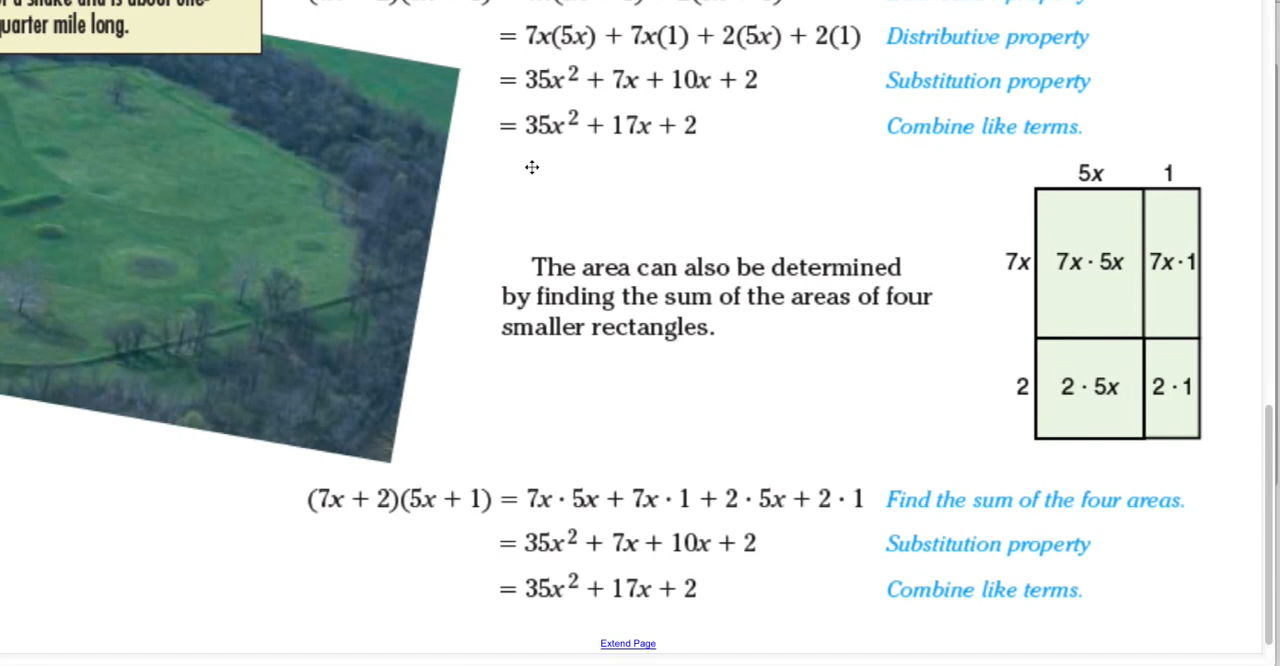 quarter mile long.
= 7x(5x) + 7x(1) + 2(5x) + 2(1) Distributive property
= 35x² + 7x + 10x + 2 Substitution property
= 35x² + 17x + 2 Combine like terms.
5x 1
7x 7x · 5x 7x · 1
The area can also be determined
by finding the sum of the areas of four
smaller rectangles.
2 2 · 5x 2 · 1
(7x + 2)(5x + 1) = 7x · 5x + 7x · 1 + 2 · 5x + 2 · 1 Find the sum of the four areas.
= 35x² + 7x + 10x + 2 Substitution property
= 35x² + 17x + 2 Combine like terms.
Extend Page